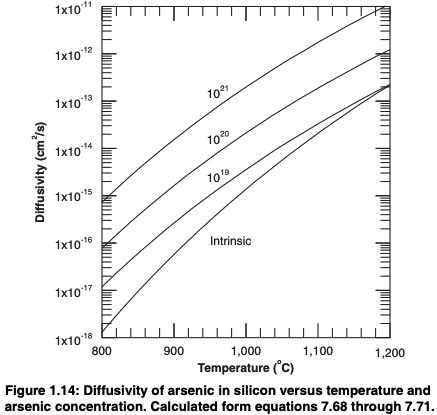 1x10⁻¹¹
1x10⁻¹²
1x10⁻¹³
1x10⁻¹⁴
1x10⁻¹⁵
1x10⁻¹⁶
1x10⁻¹⁷
1x10⁻¹⁸
Diffusivity (cm²/s)
10²¹
10²⁰
10¹⁹
Intrinsic
800 900 1,000 1,100 1,200
Temperature (°C)
Figure 1.14: Diffusivity of arsenic in silicon versus temperature and
arsenic concentration. Calculated form equations 7.68 through 7.71.